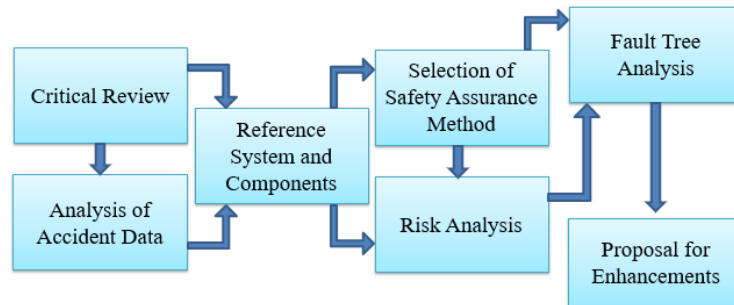 Critical Review
Analysis of
Accident Data
Reference
System and
Components
Selection of
Safety Assurance
Method
Risk Analysis
Fault Tree
Analysis
Proposal for
Enhancements